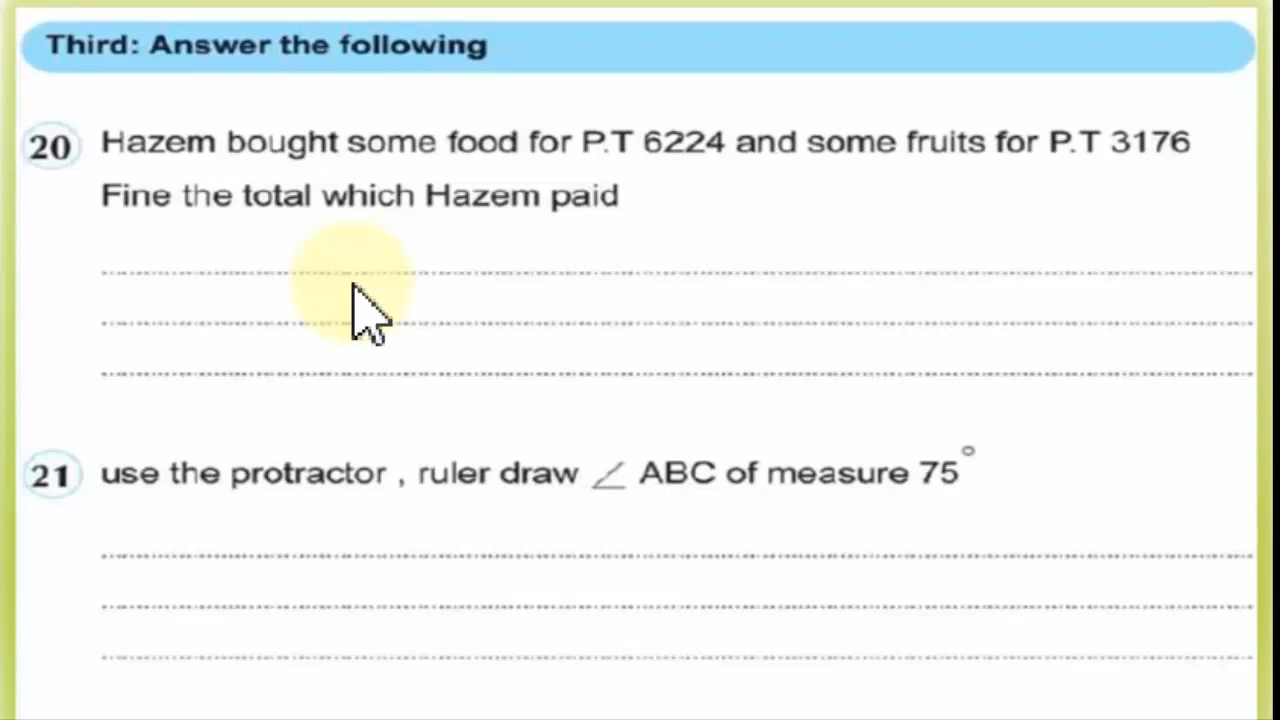 Third: Answer the following
20 Hazem bought some food for P.T 6224 and some fruits for P.T 3176
Fine the total which Hazem paid
21 use the protractor , ruler draw ∠ ABC of measure 75°